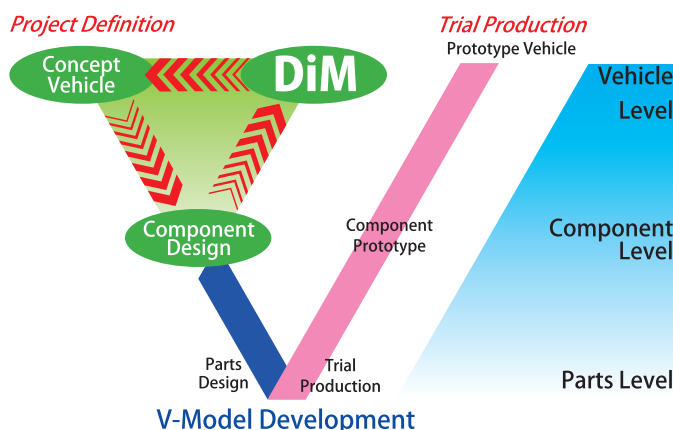 Project Definition
Trial Production
Prototype Vehicle
Concept
Vehicle
DiM
Vehicle
Level
Component
Design
Component
Prototype
Component
Level
Parts
Design
Trial
Production
Parts Level
V-Model Development